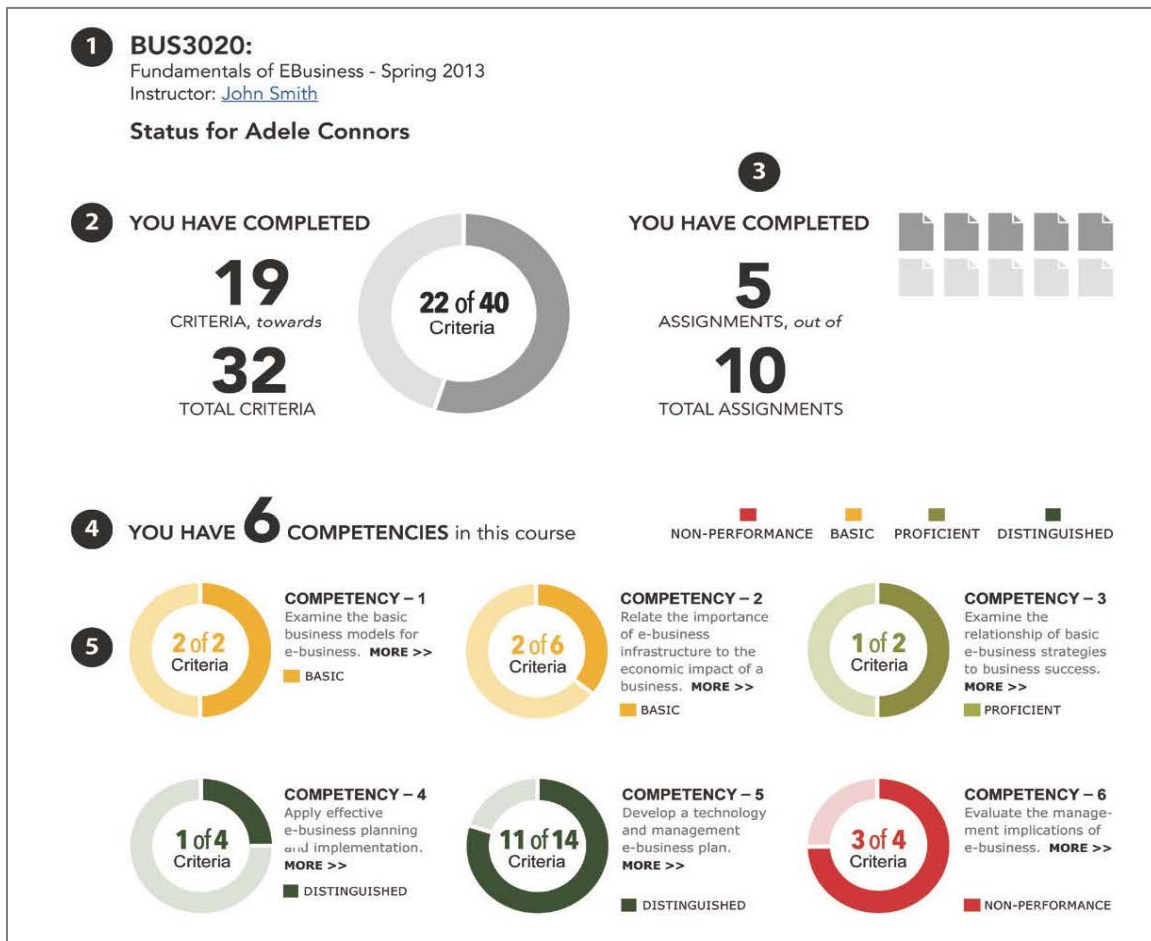 1
BUS3020:
Fundamentals of EBusiness - Spring 2013
Instructor: John Smith
Status for Adele Connors
2
YOU HAVE COMPLETED
19
CRITERIA, towards
32
TOTAL CRITERIA
22 of 40
Criteria
3
YOU HAVE COMPLETED
5
ASSIGNMENTS, out of
10
TOTAL ASSIGNMENTS
4
YOU HAVE 6 COMPETENCIES in this course
NON-PERFORMANCE BASIC PROFICIENT DISTINGUISHED
5
2 of 2
Criteria
COMPETENCY – 1
Examine the basic
business models for
e-business. MORE >>
BASIC
2 of 6
Criteria
COMPETENCY – 2
Relate the importance
of e-business
infrastructure to the
economic impact of a
business. MORE >>
BASIC
1 of 2
Criteria
COMPETENCY – 3
Examine the
relationship of basic
e-business strategies
to business success.
MORE >>
PROFICIENT
1 of 4
Criteria
COMPETENCY – 4
Apply effective
e-business planning
and implementation.
MORE >>
DISTINGUISHED
11 of 14
Criteria
COMPETENCY – 5
Develop a technology
and management
e-business plan.
MORE >>
DISTINGUISHED
3 of 4
Criteria
COMPETENCY – 6
Evaluate the manage-
ment implications of
e-business. MORE >>
NON-PERFORMANCE